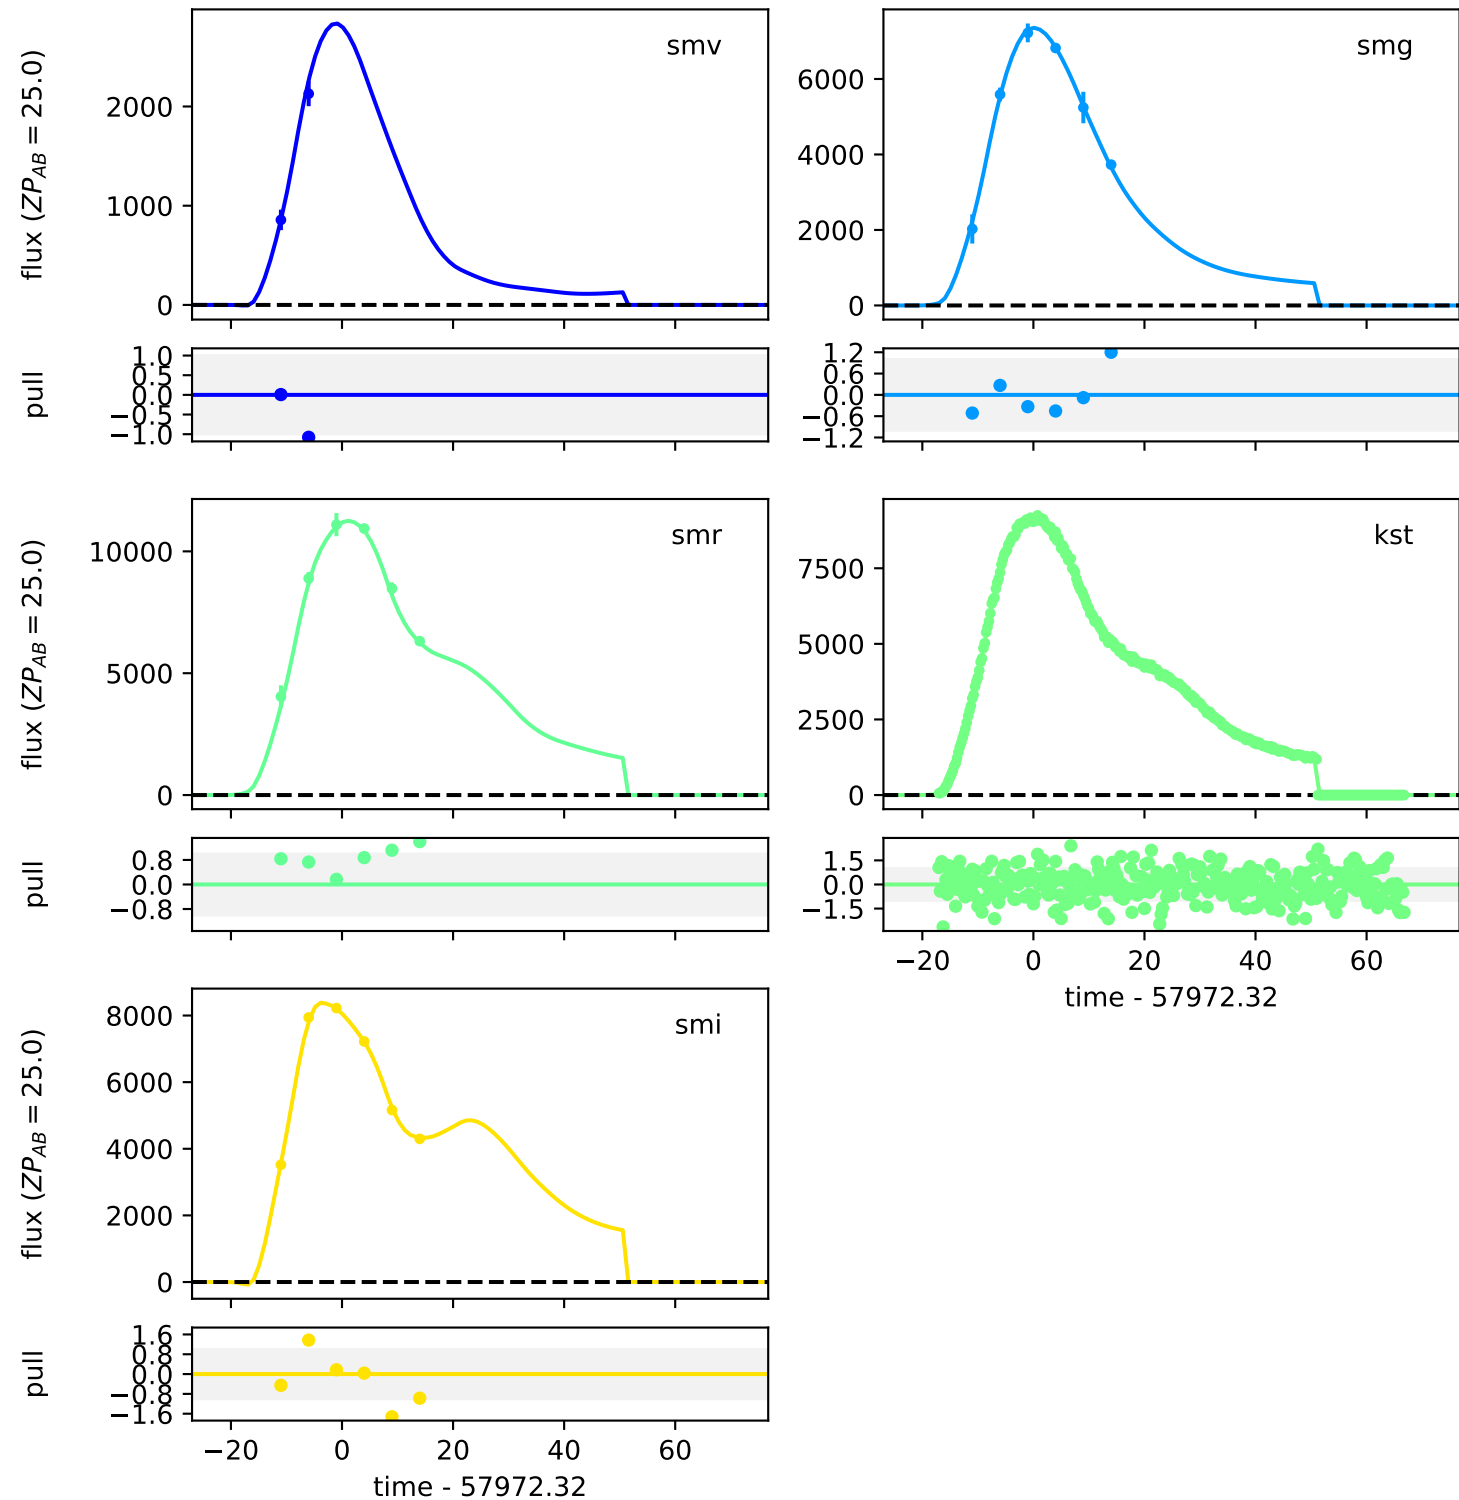 flux (ZP_AB = 25.0)
2000
1000
0
smv
6000
4000
2000
0
smg
pull
1.0
0.5
0.0
−0.5
−1.0
1.2
0.6
0.0
−0.6
−1.2
flux (ZP_AB = 25.0)
10000
5000
0
smr
7500
5000
2500
0
kst
pull
0.8
0.0
−0.8
1.5
0.0
−1.5
−20 0 20 40 60
time - 57972.32
flux (ZP_AB = 25.0)
8000
6000
4000
2000
0
smi
pull
1.6
0.8
0.0
−0.8
−1.6
−20 0 20 40 60
time - 57972.32